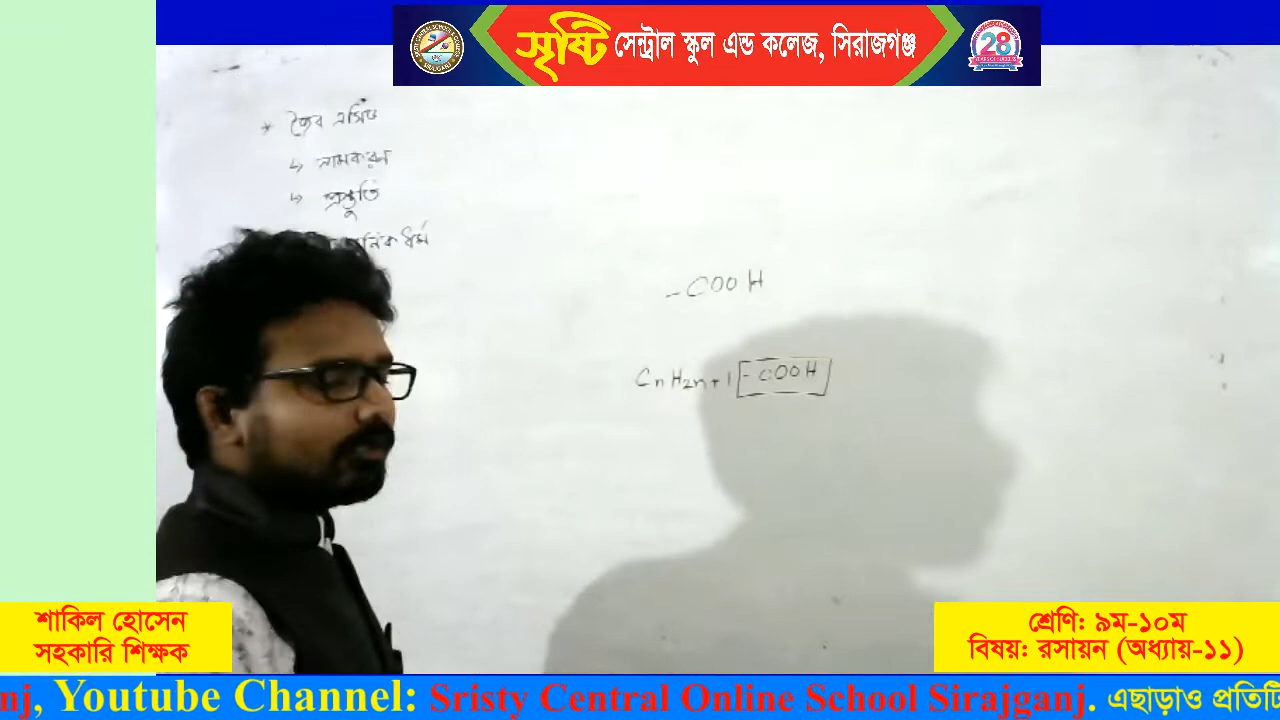 সৃষ্টি সেন্ট্রাল স্কুল এন্ড কলেজ, সিরাজগঞ্জ
28
* জৈব এসিড
↳ নামকরণ
↳ প্রস্তুতি
নিক ধর্ম
- COOH
CnH2n+1 - COOH
শাকিল হোসেন
সহকারি শিক্ষক
শ্রেণি: ৯ম-১০ম
বিষয়: রসায়ন (অধ্যায়-১১)
nj, Youtube Channel: Sristy Central Online School Sirajganj. এছাড়াও প্রতিটি